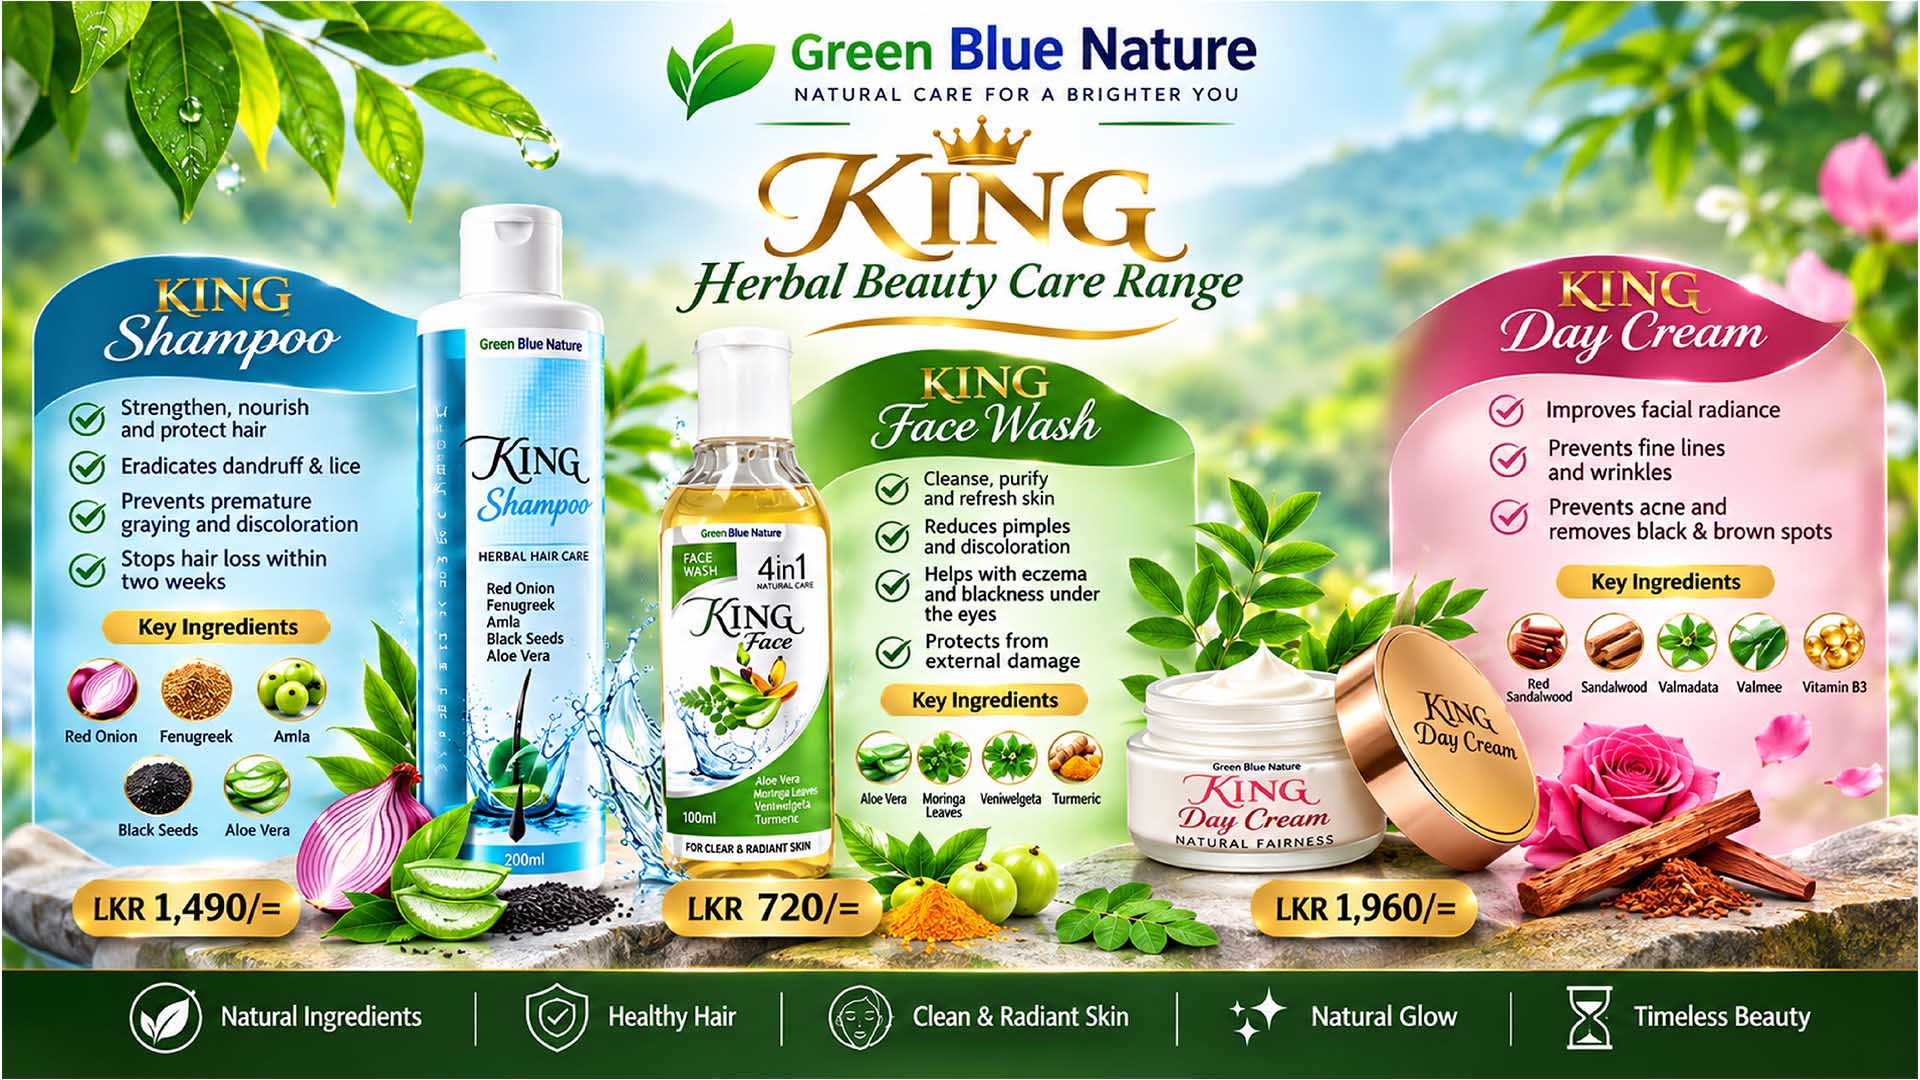 Green Blue Nature
NATURAL CARE FOR A BRIGHTER YOU
KING
Herbal Beauty Care Range
KING
Shampoo
Strengthen, nourish
and protect hair
Eradicates dandruff & lice
Prevents premature
graying and discoloration
Stops hair loss within
two weeks
Key Ingredients
Red Onion
Fenugreek
Amla
Black Seeds
Aloe Vera
LKR 1,490/=
Green Blue Nature
KING
Shampoo
HERBAL HAIR CARE
Red Onion
Fenugreek
Amla
Black Seeds
Aloe Vera
200ml
Green Blue Nature
FACE
WASH
4in1
NATURAL CARE
KING
Face
Aloe Vera
Moringa Leaves
Veniwelgeta
Turmeric
100ml
FOR CLEAR & RADIANT SKIN
LKR 720/=
KING
Face Wash
Cleanse, purify
and refresh skin
Reduces pimples
and discoloration
Helps with eczema
and blackness under
the eyes
Protects from
external damage
Key Ingredients
Aloe Vera
Moringa
Leaves
Veniwelgeta
Turmeric
Green Blue Nature
KING
Day Cream
NATURAL FAIRNESS
KING
Day Cream
LKR 1,960/=
KING
Day Cream
Improves facial radiance
Prevents fine lines
and wrinkles
Prevents acne and
removes black & brown spots
Key Ingredients
Red
Sandalwood
Sandalwood
Valmadata
Valmee
Vitamin B3
Natural Ingredients
Healthy Hair
Clean & Radiant Skin
Natural Glow
Timeless Beauty